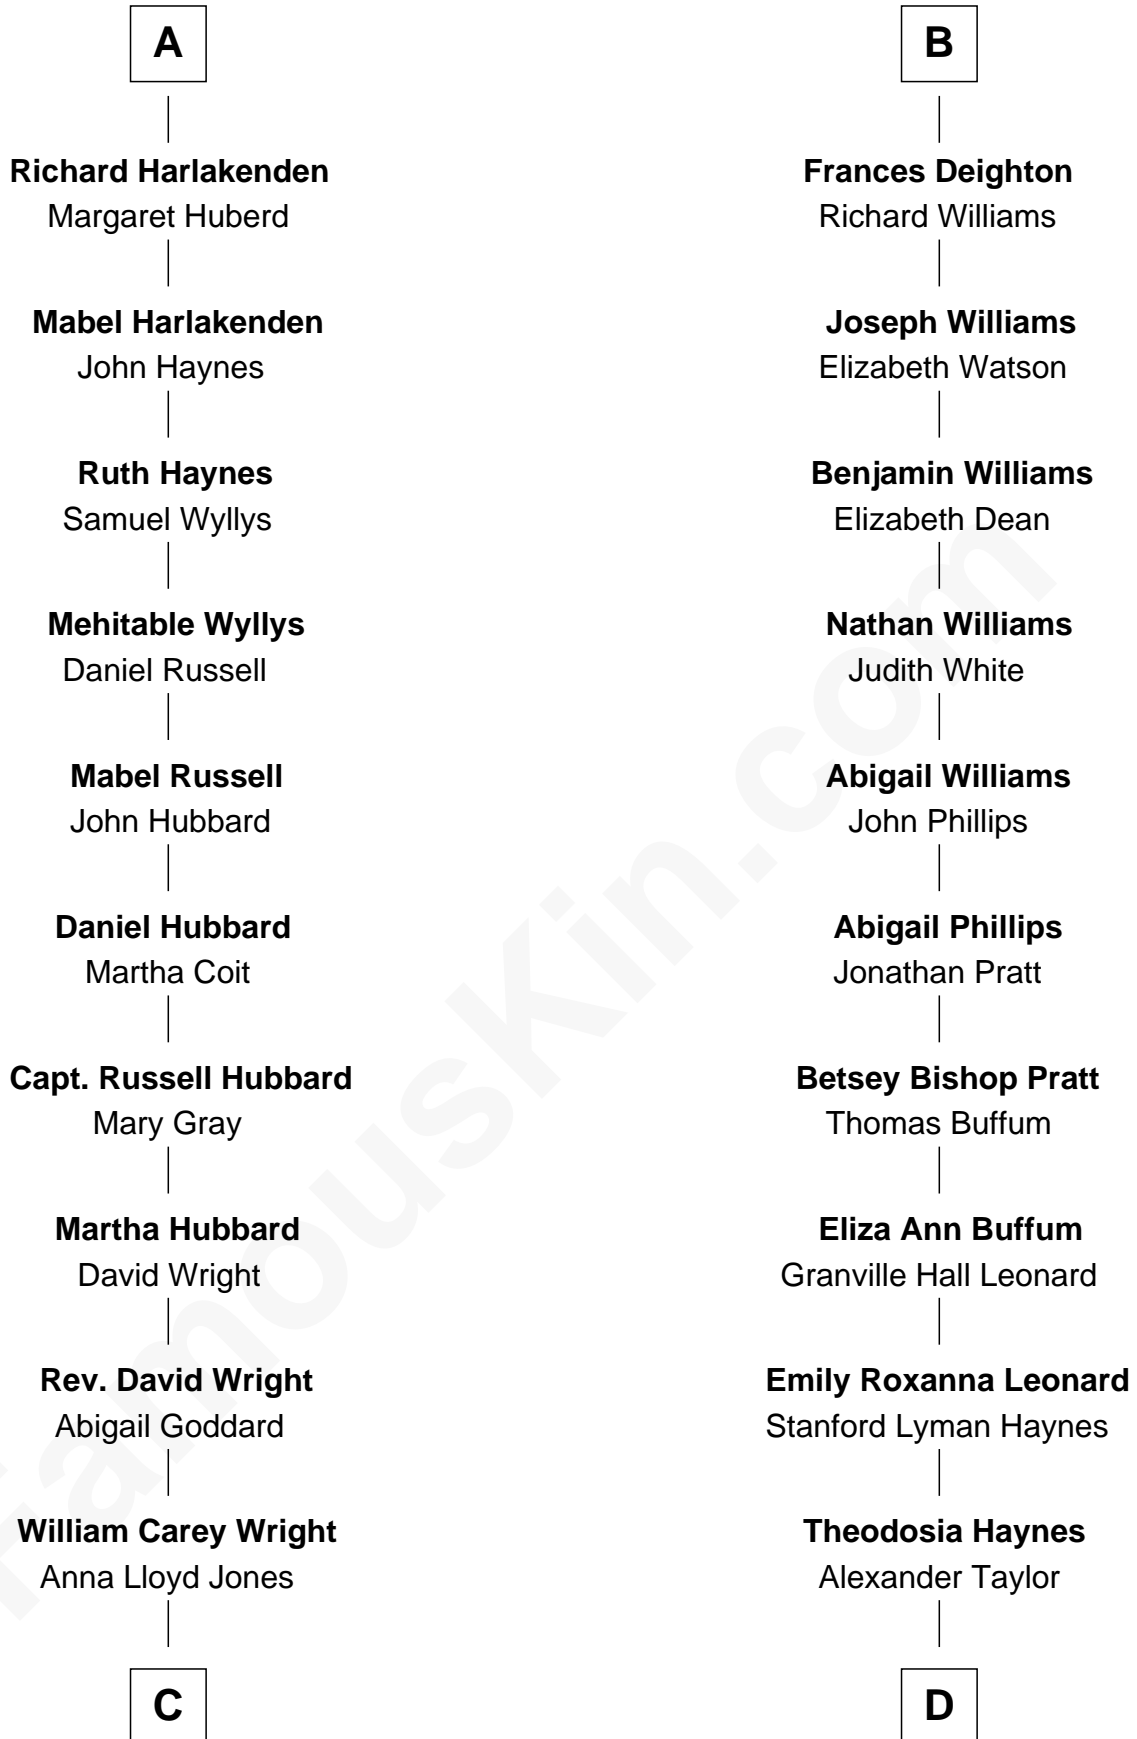 A
Richard Harlakenden
Margaret Huberd
Mabel Harlakenden
John Haynes
Ruth Haynes
Samuel Wyllys
Mehitable Wyllys
Daniel Russell
Mabel Russell
John Hubbard
Daniel Hubbard
Martha Coit
Capt. Russell Hubbard
Mary Gray
Martha Hubbard
David Wright
Rev. David Wright
Abigail Goddard
William Carey Wright
Anna Lloyd Jones
C
B
Frances Deighton
Richard Williams
Joseph Williams
Elizabeth Watson
Benjamin Williams
Elizabeth Dean
Nathan Williams
Judith White
Abigail Williams
John Phillips
Abigail Phillips
Jonathan Pratt
Betsey Bishop Pratt
Thomas Buffum
Eliza Ann Buffum
Granville Hall Leonard
Emily Roxanna Leonard
Stanford Lyman Haynes
Theodosia Haynes
Alexander Taylor
D
FamousKin.com